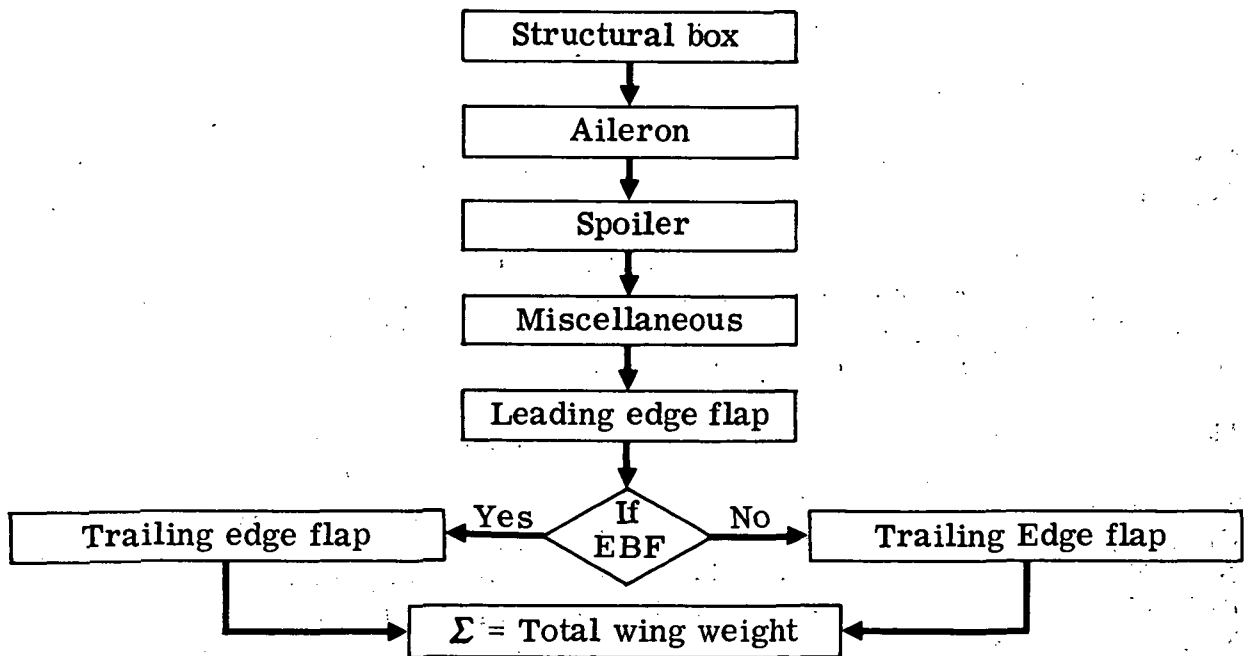 Structural box
Aileron
Spoiler
Miscellaneous
Leading edge flap
If
EBF
Yes
No
Trailing edge flap
Trailing Edge flap
Σ = Total wing weight